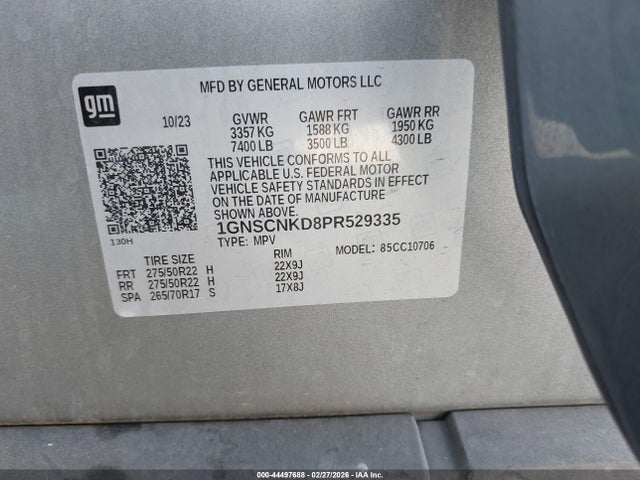 gm
MFD BY GENERAL MOTORS LLC
10/23 GVWR GAWR FRT GAWR RR
3357 KG 1588 KG 1950 KG
7400 LB 3500 LB 4300 LB
THIS VEHICLE CONFORMS TO ALL
APPLICABLE U.S. FEDERAL MOTOR
VEHICLE SAFETY STANDARDS IN EFFECT
ON THE DATE OF MANUFACTURE
SHOWN ABOVE.
1GNSCNKD8PR529335
130H
TYPE: MPV MODEL: 85CC10706
TIRE SIZE RIM
FRT 275/50R22 H 22X9J
RR 275/50R22 H 22X9J
SPA 265/70R17 S 17X8J
000-44497688 - 02/27/2026 - COPYRIGHT IAA, LLC